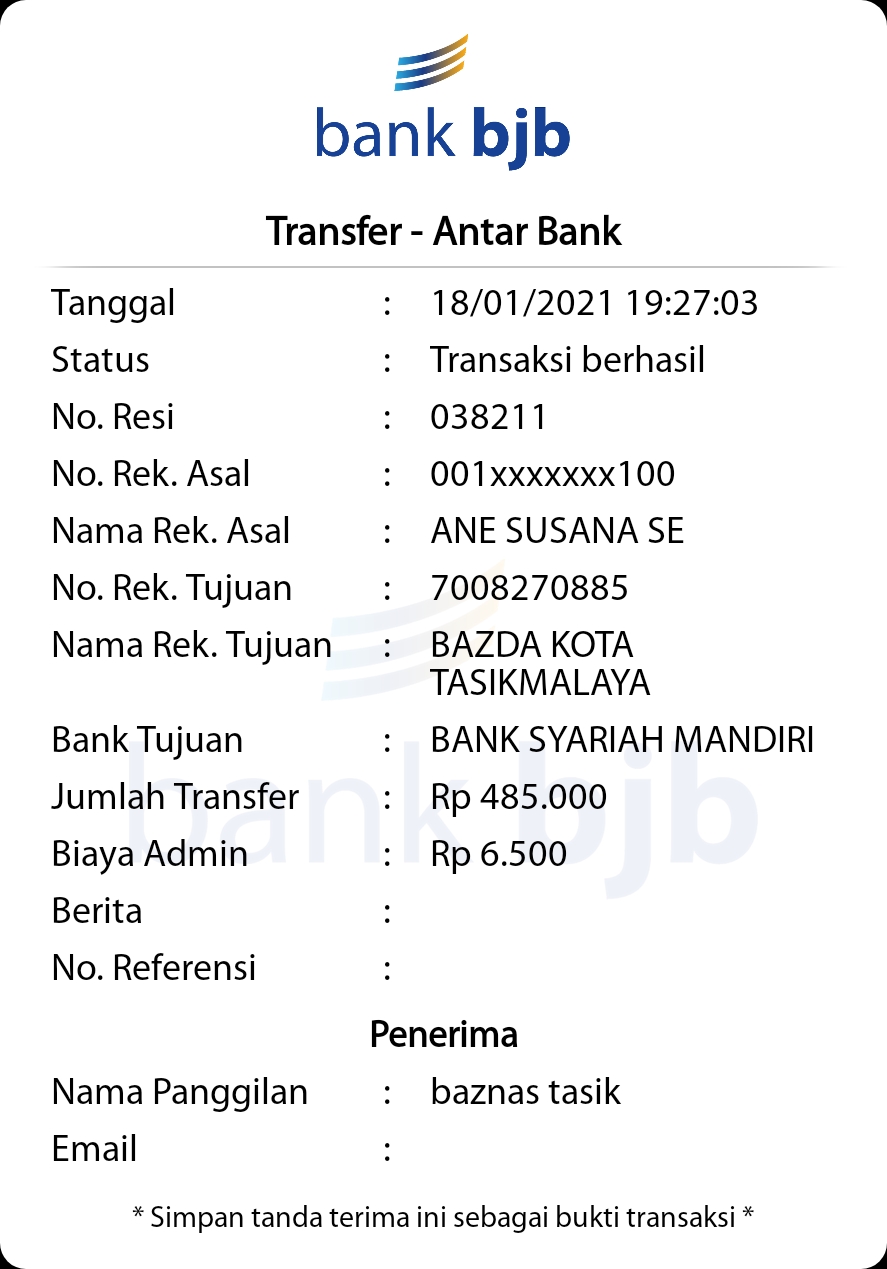 bank bjb
Transfer - Antar Bank
Tanggal : 18/01/2021 19:27:03
Status : Transaksi berhasil
No. Resi : 038211
No. Rek. Asal : 001xxxxxxx100
Nama Rek. Asal : ANE SUSANA SE
No. Rek. Tujuan : 7008270885
Nama Rek. Tujuan : BAZDA KOTA
TASIKMALAYA
Bank Tujuan : BANK SYARIAH MANDIRI
Jumlah Transfer : Rp 485.000
Biaya Admin : Rp 6.500
Berita :
No. Referensi :
bank bjb
Penerima
Nama Panggilan : baznas tasik
Email :
* Simpan tanda terima ini sebagai bukti transaksi *